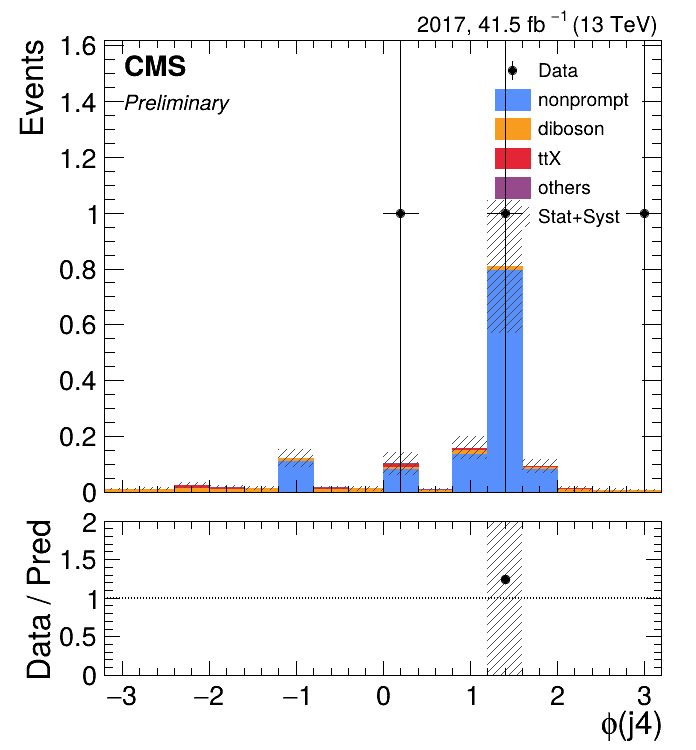 2017, 41.5 fb⁻¹ (13 TeV)
CMS
Preliminary
Events
1.6
1.4
1.2
1
0.8
0.6
0.4
0.2
0
Data
nonprompt
diboson
ttX
others
Stat+Syst
Data / Pred
2
1.5
1
0.5
0
−3 −2 −1 0 1 2 3
ϕ(j4)